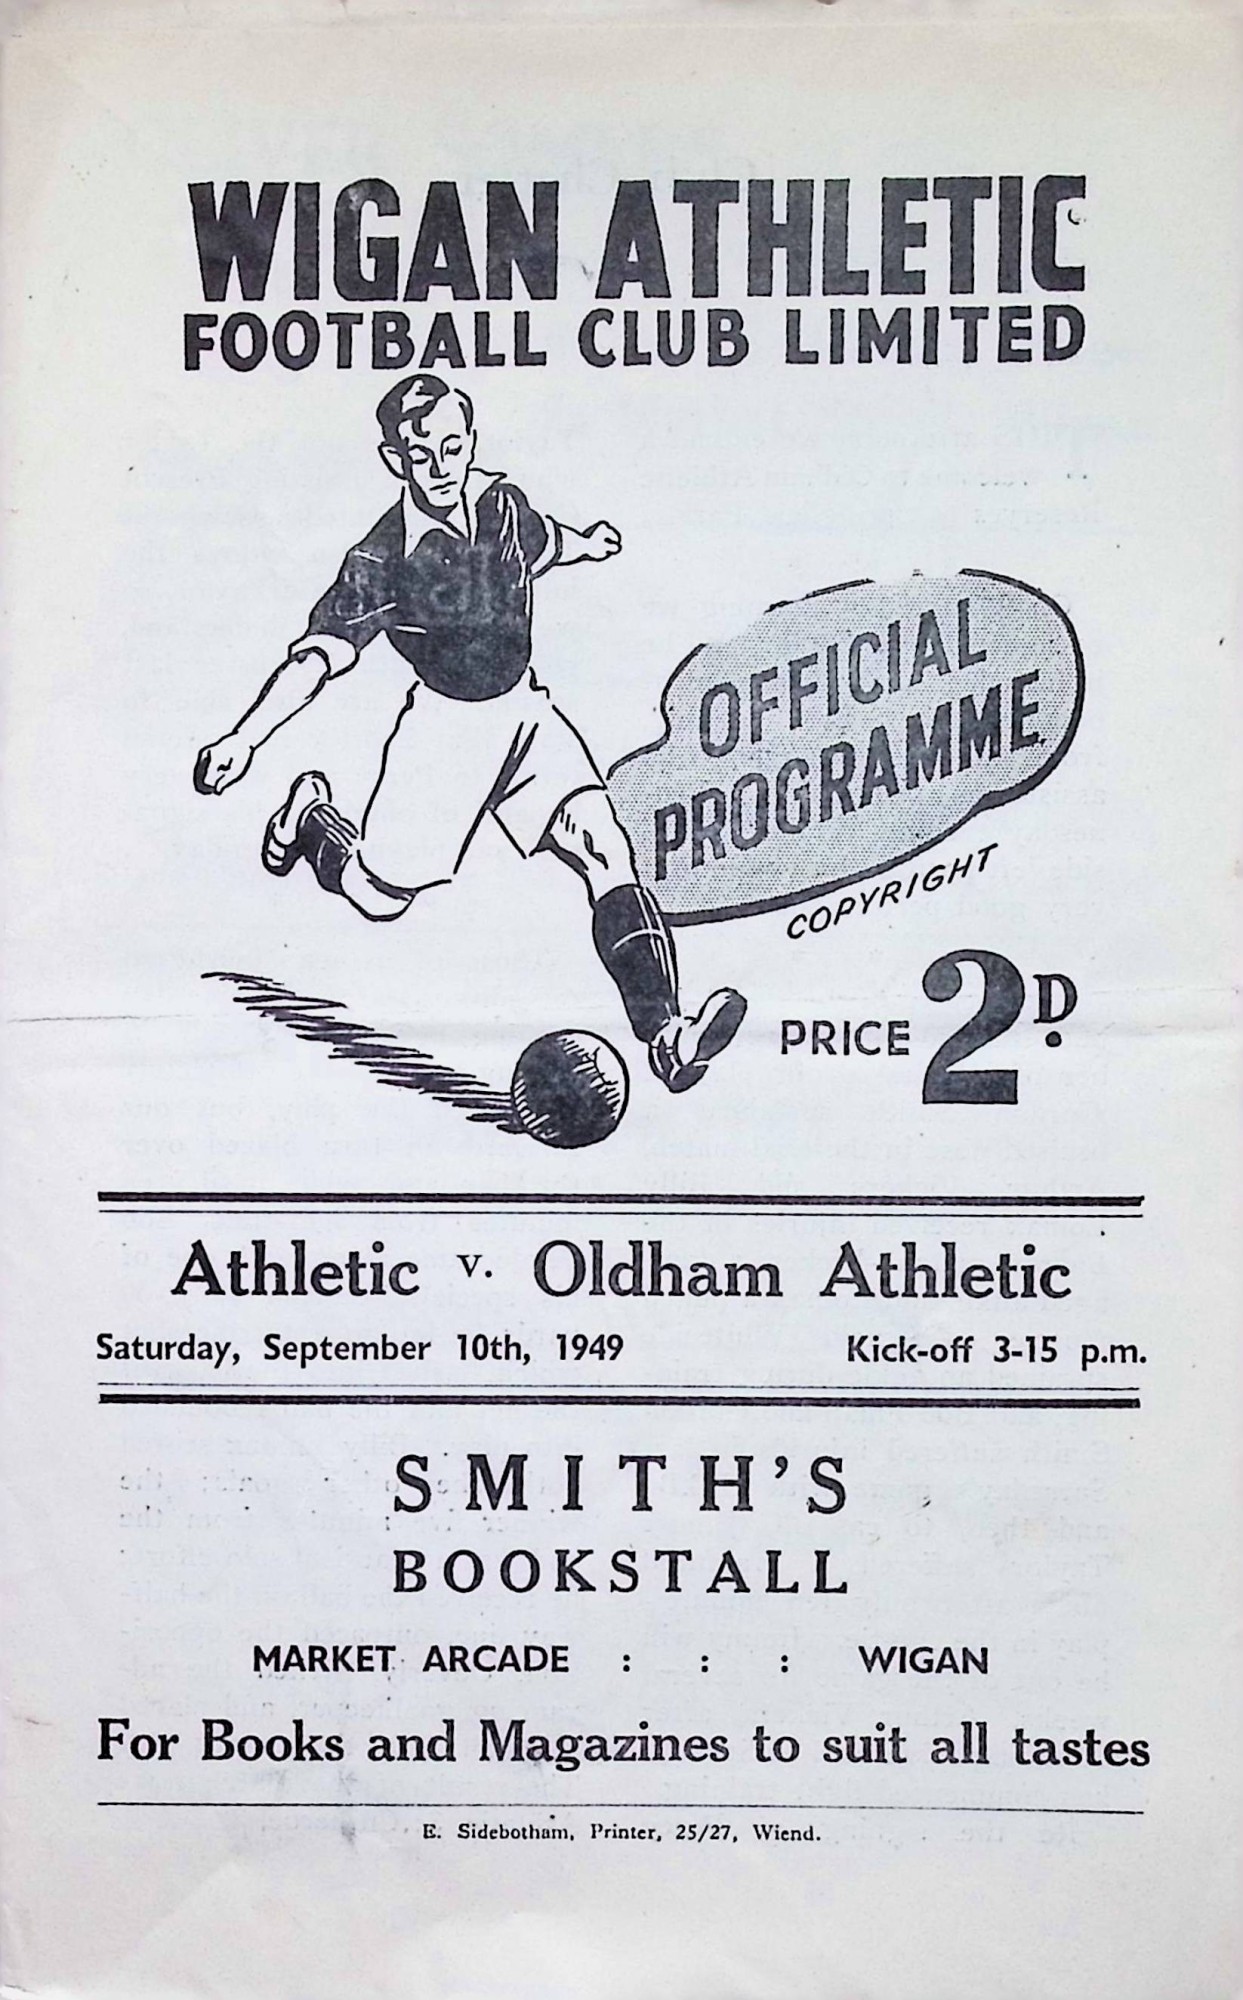 WIGAN ATHLETIC
FOOTBALL CLUB LIMITED
OFFICIAL
PROGRAMME
COPYRIGHT
PRICE 2D.
Athletic v. Oldham Athletic
Saturday, September 10th, 1949 Kick-off 3-15 p.m.
SMITH'S
BOOKSTALL
MARKET ARCADE : : : WIGAN
For Books and Magazines to suit all tastes
E. Sidebotham, Printer, 25/27, Wiend.